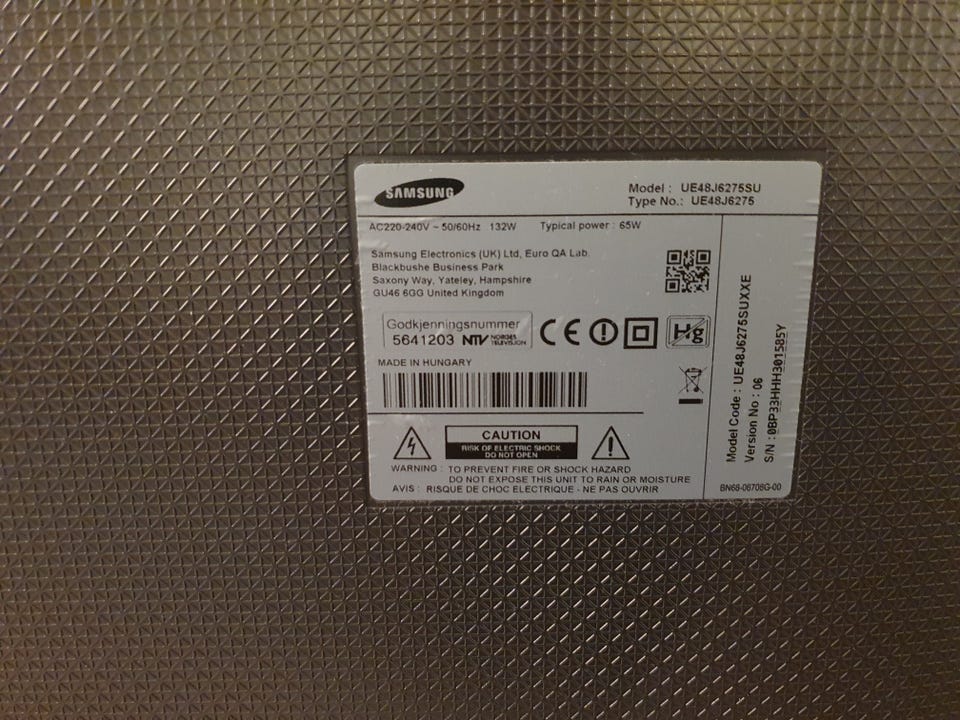 SAMSUNG
Model : UE48J6275SU
Type No.: UE48J6275
AC220-240V ~ 50/60Hz 132W Typical power : 65W
Samsung Electronics (UK) Ltd, Euro QA Lab.
Blackbushe Business Park
Saxony Way, Yateley, Hampshire
GU46 6GG United Kingdom
Godkjenningsnummer
5641203 NTV NORGES TELEVISJON
CE
Hg
MADE IN HUNGARY
CAUTION
RISK OF ELECTRIC SHOCK
DO NOT OPEN
WARNING : TO PREVENT FIRE OR SHOCK HAZARD
DO NOT EXPOSE THIS UNIT TO RAIN OR MOISTURE
AVIS : RISQUE DE CHOC ELECTRIQUE - NE PAS OUVRIR
Model Code : UE48J6275SUXXE
Version No : 06
S/N : 0BP33HHH301585Y
BN68-06708G-00